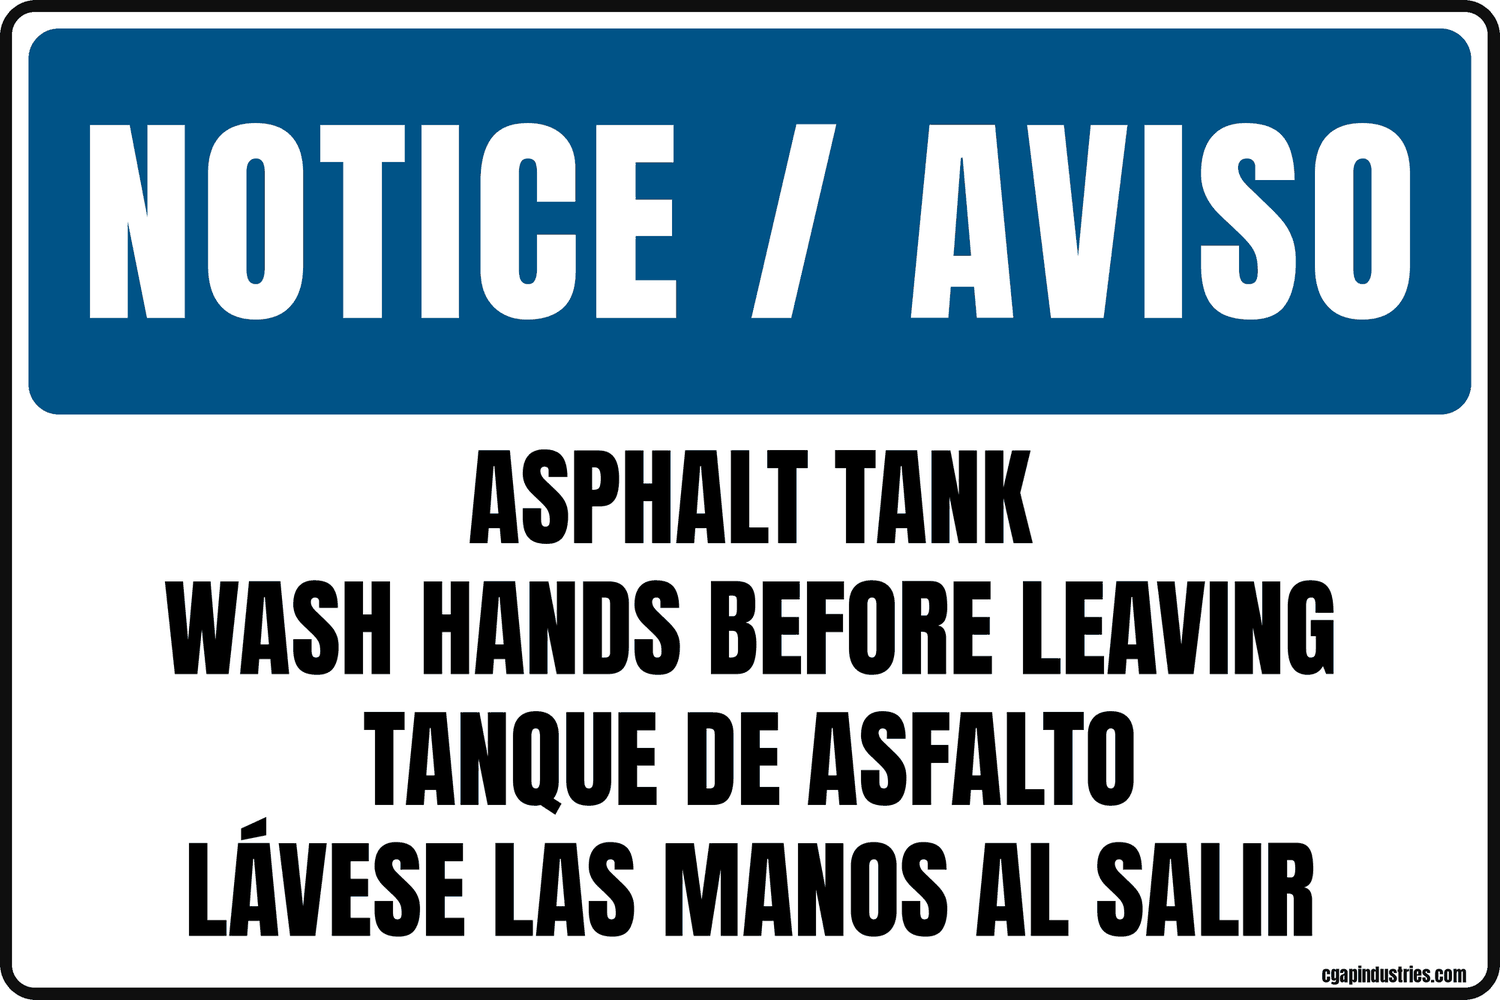 NOTICE / AVISO
ASPHALT TANK
WASH HANDS BEFORE LEAVING
TANQUE DE ASFALTO
LÁVESE LAS MANOS AL SALIR
cgapindustries.com